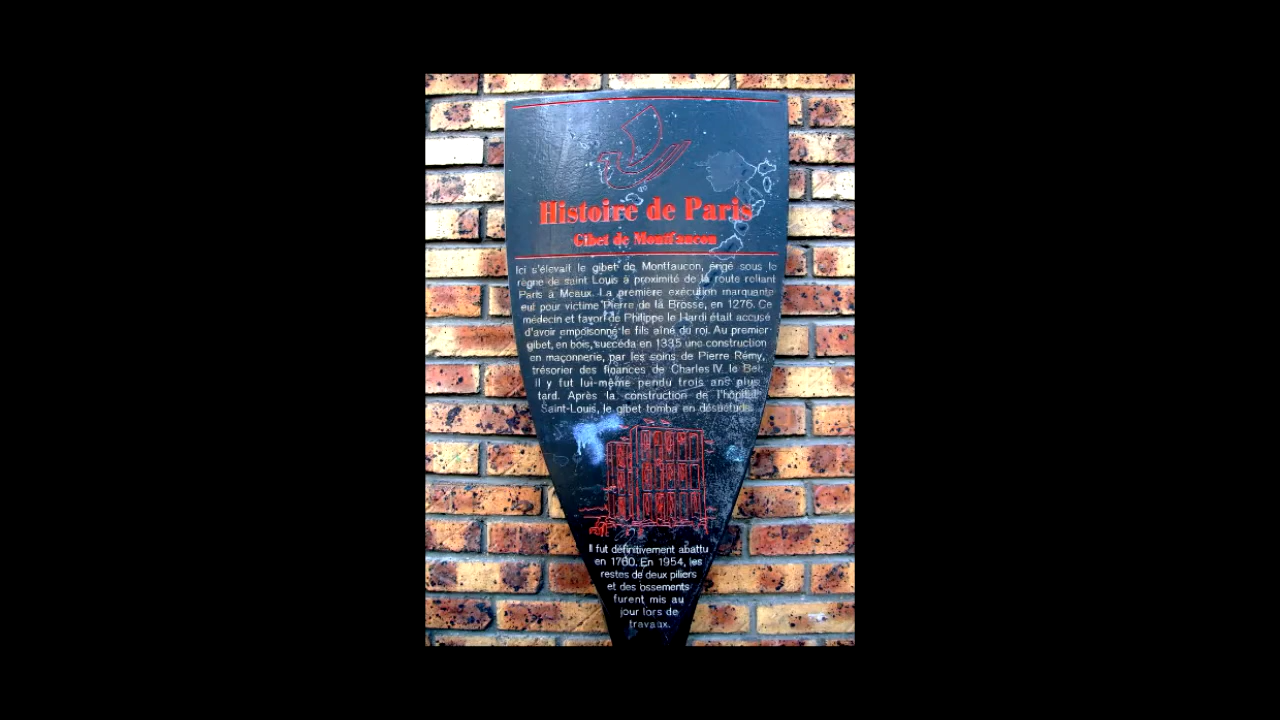 Histoire de Paris
Gibet de Montfaucon
Ici s'élevait le gibet de Montfaucon, érigé sous le
règne de saint Louis à proximité de la route reliant
Paris à Meaux. La première exécution marquante
eut pour victime Pierre de la Brosse, en 1276. Ce
médecin et favori de Philippe le Hardi était accusé
d'avoir empoisonné le fils aîné du roi. Au premier
gibet, en bois, succéda en 1335 une construction
en maçonnerie, par les soins de Pierre Rémy,
trésorier des finances de Charles IV le Bel.
Il y fut lui-même pendu trois ans plus
tard. Après la construction de l'hôpital
Saint-Louis, le gibet tomba en désuétude.
Il fut définitivement abattu
en 1760. En 1954, les
restes de deux piliers
et des ossements
furent mis au
jour lors de
travaux.